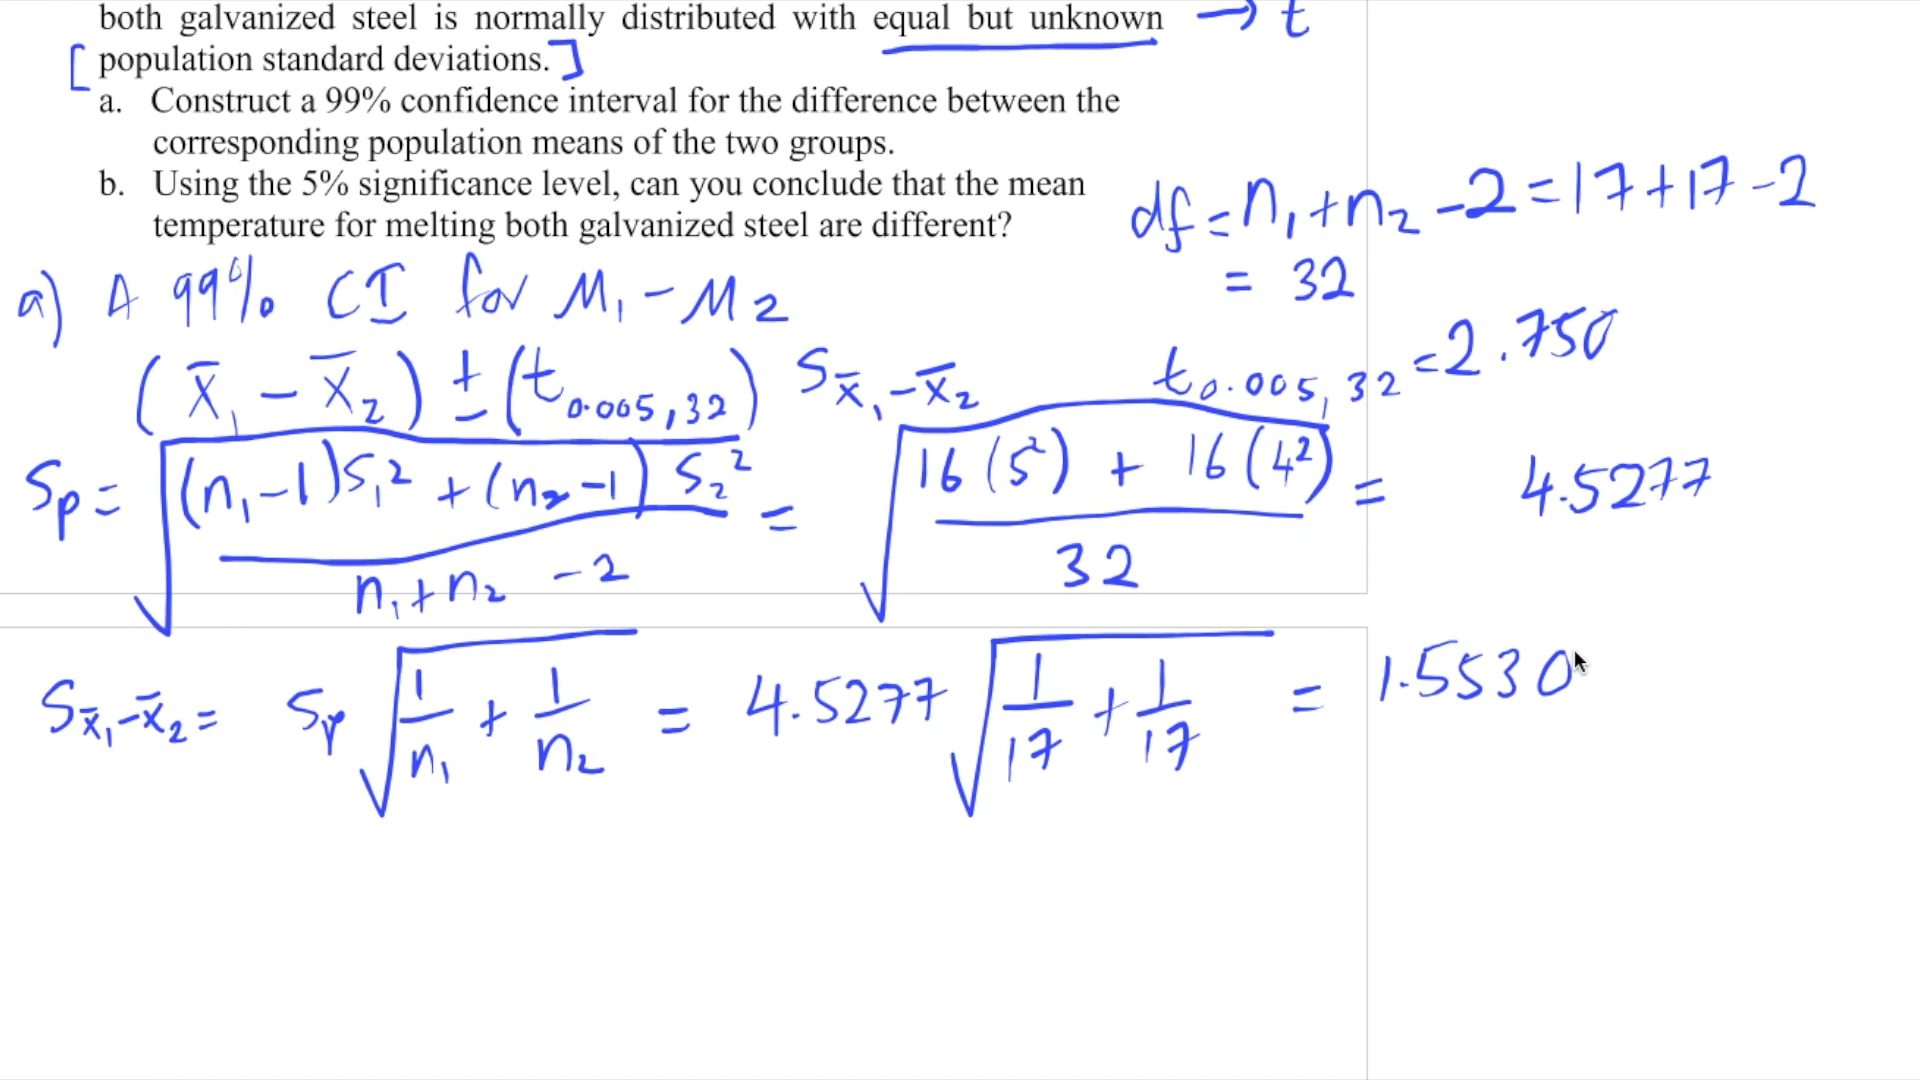 both galvanized steel is normally distributed with equal but unknown → t
[ population standard deviations. ]
a. Construct a 99% confidence interval for the difference between the
corresponding population means of the two groups.
b. Using the 5% significance level, can you conclude that the mean
temperature for melting both galvanized steel are different?
df = n₁ + n₂ - 2 = 17 + 17 - 2
= 32
a) A 99% CI for M₁ - M₂
(x̄₁ - x̄₂) ± (t₀.₀₀₅,₃₂) S x̄₁ - x̄₂
t₀.₀₀₅,₃₂ = 2.750
Sp = √((n₁ - 1)S₁² + (n₂ - 1)S₂² / n₁ + n₂ - 2) = √(16(5²) + 16(4²) / 32) = 4.5277
S x̄₁ - x̄₂ = Sp √(1/n₁ + 1/n₂) = 4.5277 √(1/17 + 1/17) = 1.5530